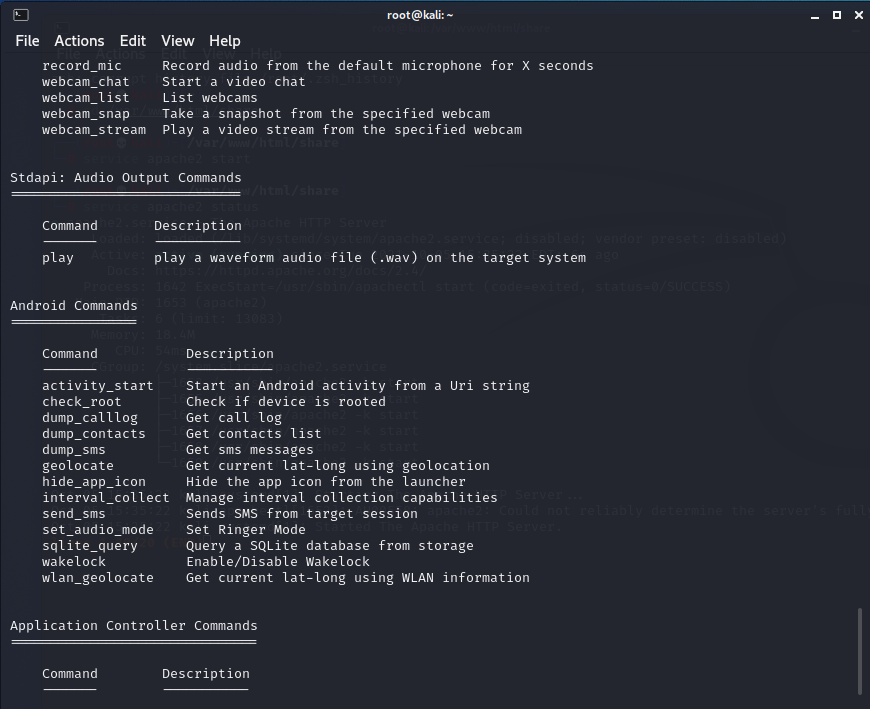 root@kali: ~
File Actions Edit View Help
record_mic Record audio from the default microphone for X seconds
webcam_chat Start a video chat
webcam_list List webcams
webcam_snap Take a snapshot from the specified webcam
webcam_stream Play a video stream from the specified webcam
Stdapi: Audio Output Commands
Command Description
play play a waveform audio file (.wav) on the target system
Android Commands
Command Description
activity_start Start an Android activity from a Uri string
check_root Check if device is rooted
dump_calllog Get call log
dump_contacts Get contacts list
dump_sms Get sms messages
geolocate Get current lat-long using geolocation
hide_app_icon Hide the app icon from the launcher
interval_collect Manage interval collection capabilities
send_sms Sends SMS from target session
set_audio_mode Set Ringer Mode
sqlite_query Query a SQLite database from storage
wakelock Enable/Disable Wakelock
wlan_geolocate Get current lat-long using WLAN information
Application Controller Commands
Command Description